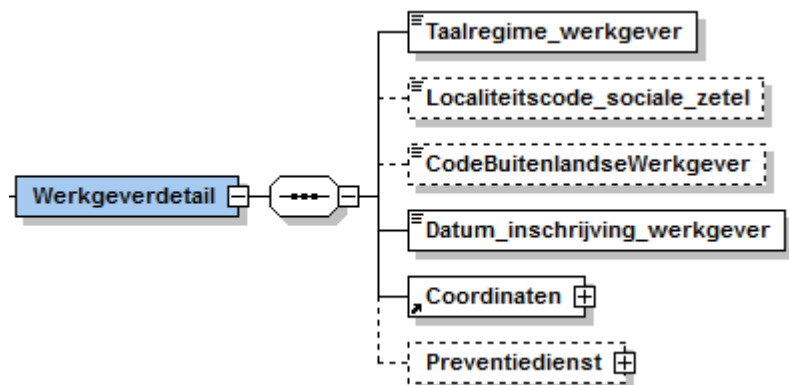 Taalregime_werkgever
Localiteitscode_sociale_zetel
CodeBuitenlandseWerkgever
Werkgeverdetail
Datum_inschrijving_werkgever
Coordinaten
Preventiedienst